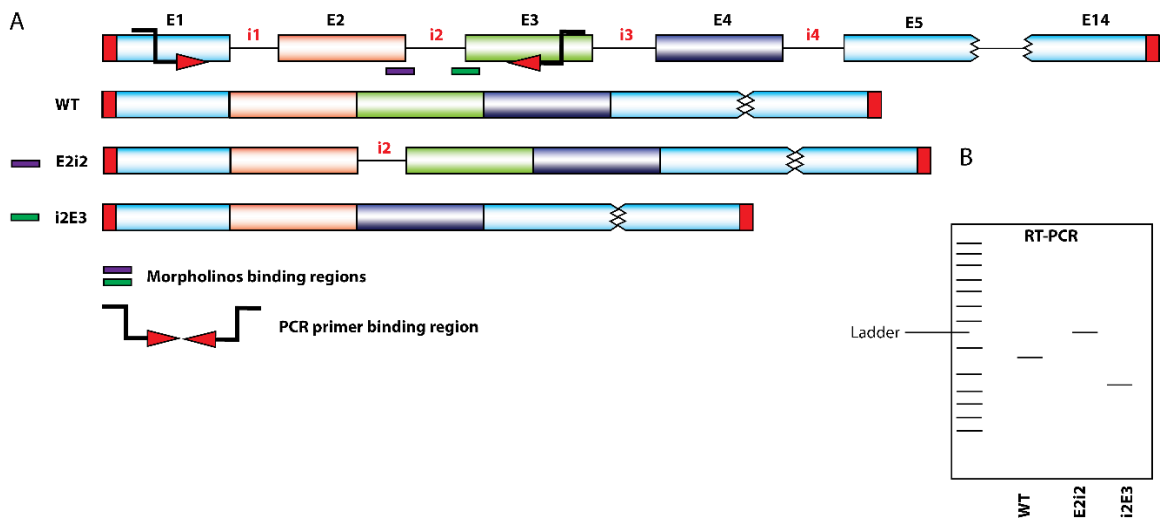 A
E1 i1 E2 i2 E3 i3 E4 i4 E5 E14
WT
E2i2
i2
B
i2E3
Morpholinos binding regions
PCR primer binding region
RT-PCR
Ladder
WT
E2i2
i2E3